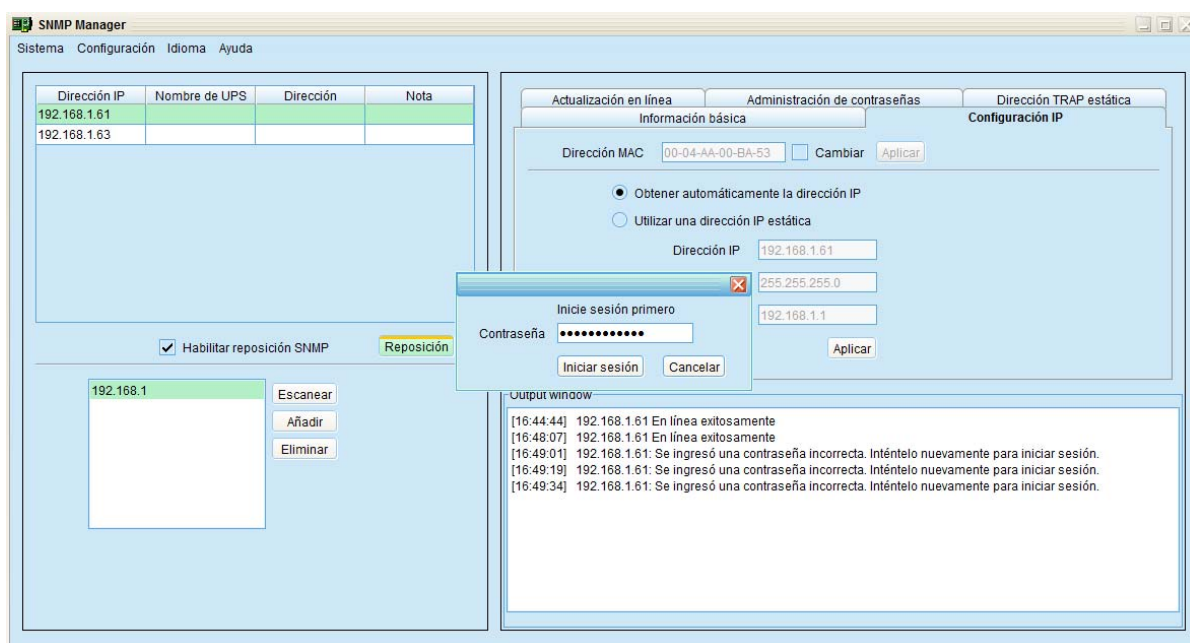 SNMP Manager
Sistema Configuración Idioma Ayuda
Dirección IP Nombre de UPS Dirección Nota
192.168.1.61
192.168.1.63
Habilitar reposición SNMP Reposición
192.168.1
Escanear
Añadir
Eliminar
Actualización en línea Administración de contraseñas Dirección TRAP estática
Información básica Configuración IP
Dirección MAC 00-04-AA-00-BA-53 Cambiar Aplicar
Obtener automáticamente la dirección IP
Utilizar una dirección IP estática
Dirección IP 192.168.1.61
255.255.255.0
192.168.1.1
Aplicar
Inicie sesión primero
Contraseña ●●●●●●●●●●●●
Iniciar sesión Cancelar
Output window
[16:44:44] 192.168.1.61 En línea exitosamente
[16:48:07] 192.168.1.61 En línea exitosamente
[16:49:01] 192.168.1.61: Se ingresó una contraseña incorrecta. Inténtelo nuevamente para iniciar sesión.
[16:49:19] 192.168.1.61: Se ingresó una contraseña incorrecta. Inténtelo nuevamente para iniciar sesión.
[16:49:34] 192.168.1.61: Se ingresó una contraseña incorrecta. Inténtelo nuevamente para iniciar sesión.